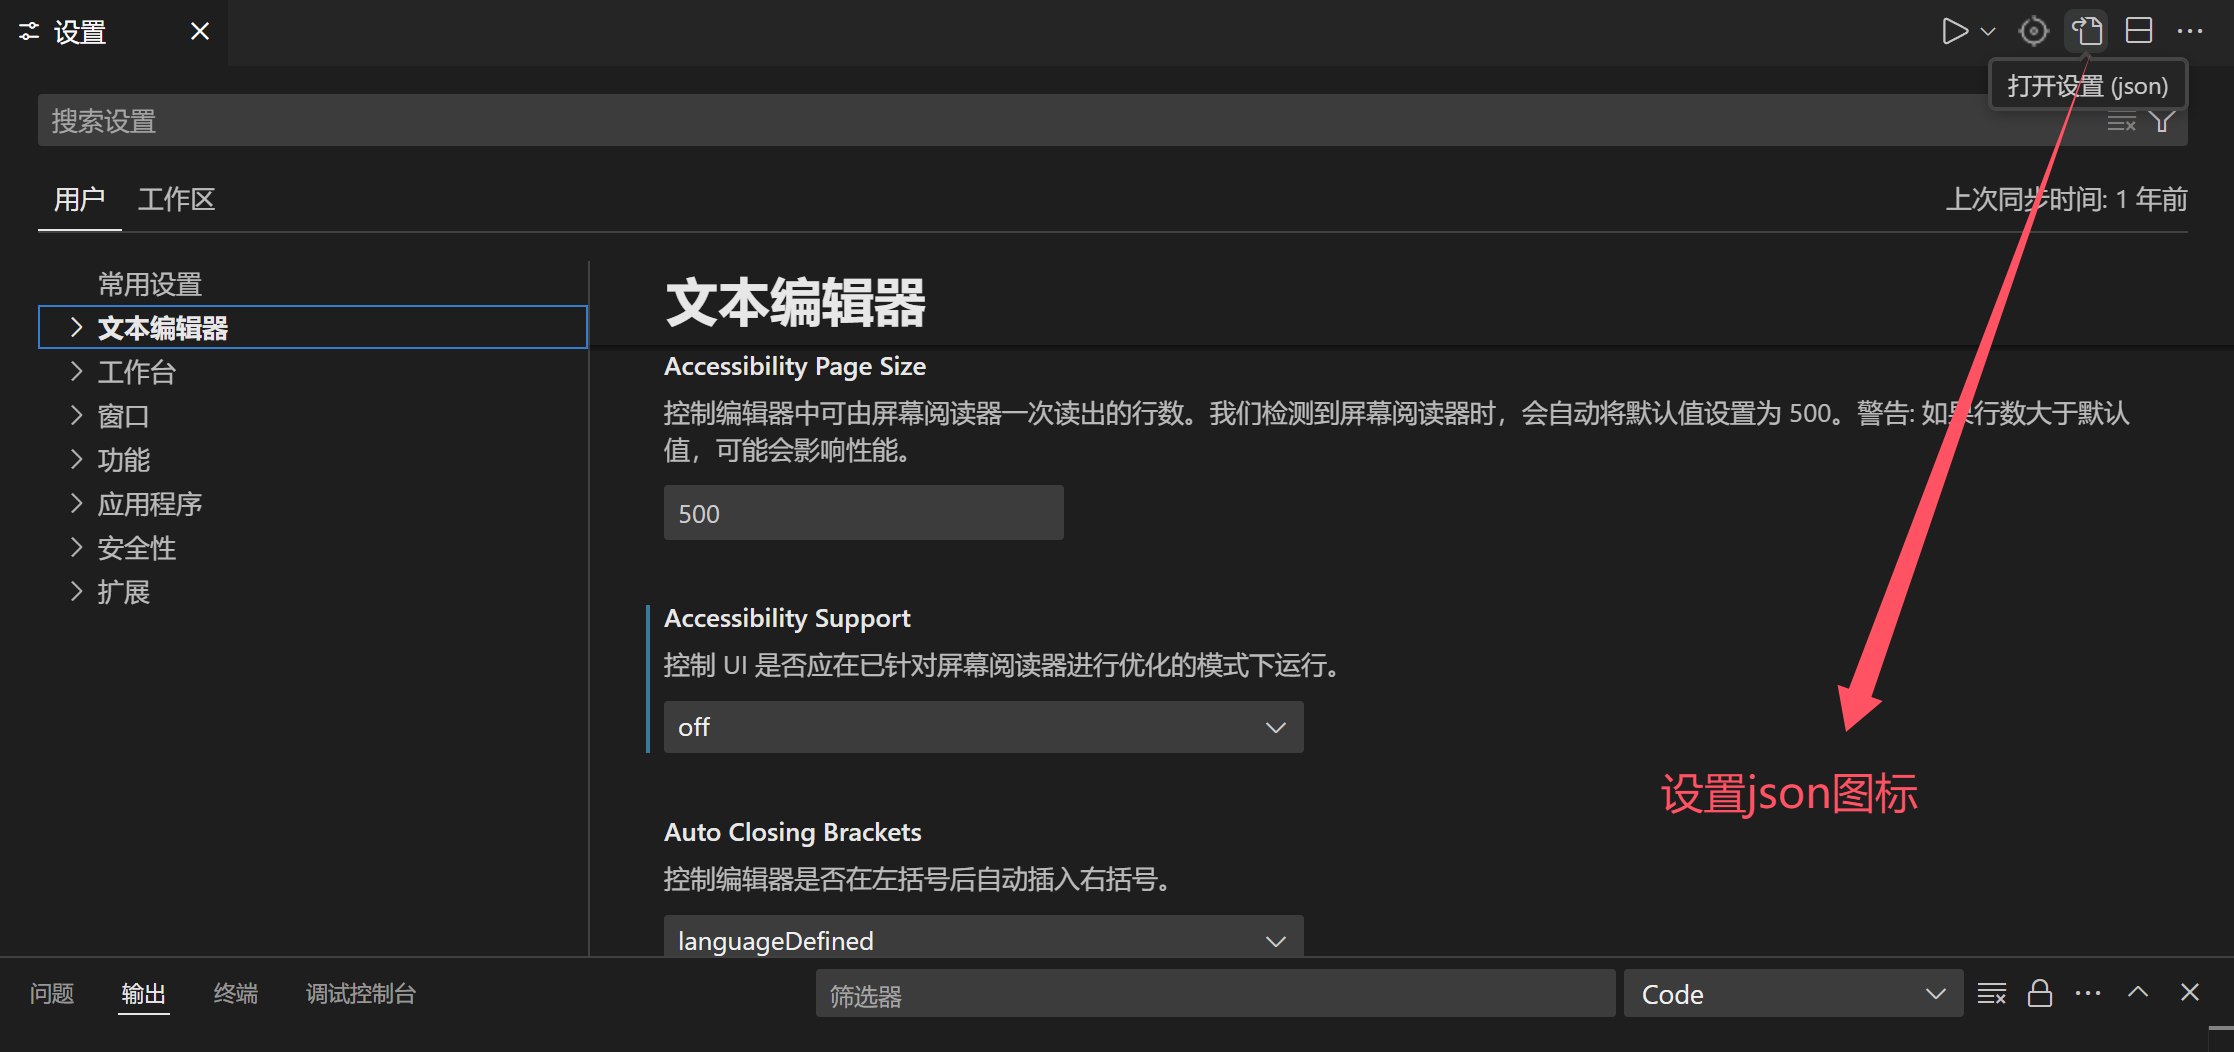 设置
打开设置 (json)
搜索设置
用户 工作区
上次同步时间: 1 年前
常用设置
文本编辑器
工作台
窗口
功能
应用程序
安全性
扩展
文本编辑器
Accessibility Page Size
控制编辑器中可由屏幕阅读器一次读出的行数。我们检测到屏幕阅读器时，会自动将默认值设置为 500。警告: 如果行数大于默认
值，可能会影响性能。
500
Accessibility Support
控制 UI 是否应在已针对屏幕阅读器进行优化的模式下运行。
off
设置json图标
Auto Closing Brackets
控制编辑器是否在左括号后自动插入右括号。
languageDefined
问题 输出 终端 调试控制台
筛选器
Code